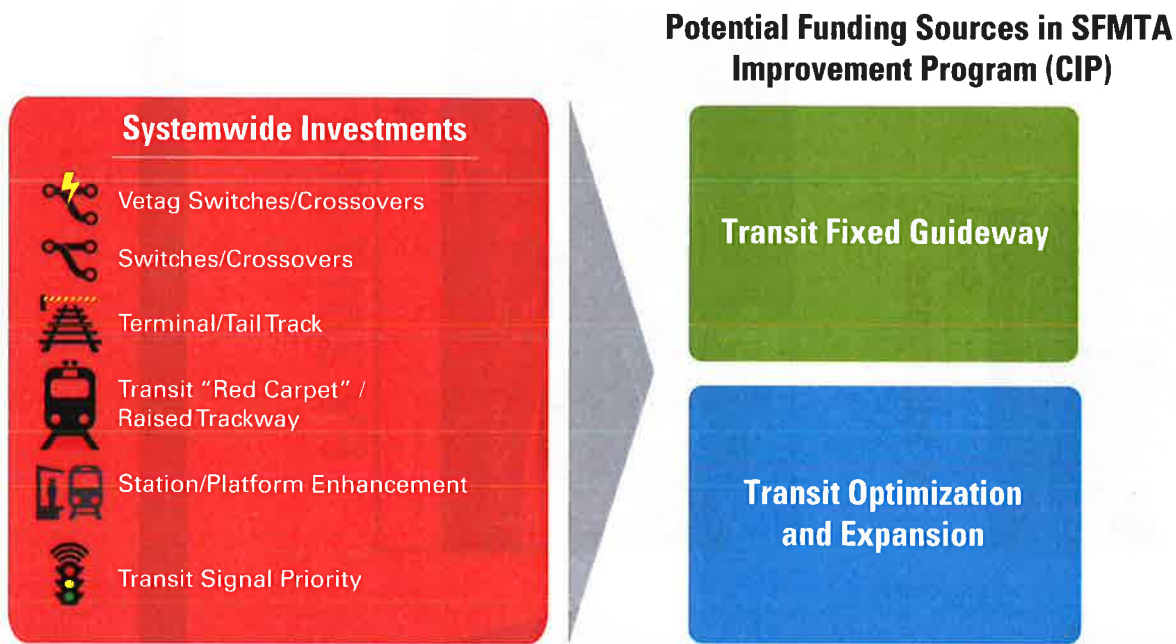 Potential Funding Sources in SFMTA
Improvement Program (CIP)
Systemwide Investments
Vetag Switches/Crossovers
Switches/Crossovers
Terminal/Tail Track
Transit “Red Carpet” /
Raised Trackway
Station/Platform Enhancement
Transit Signal Priority
Transit Fixed Guideway
Transit Optimization
and Expansion